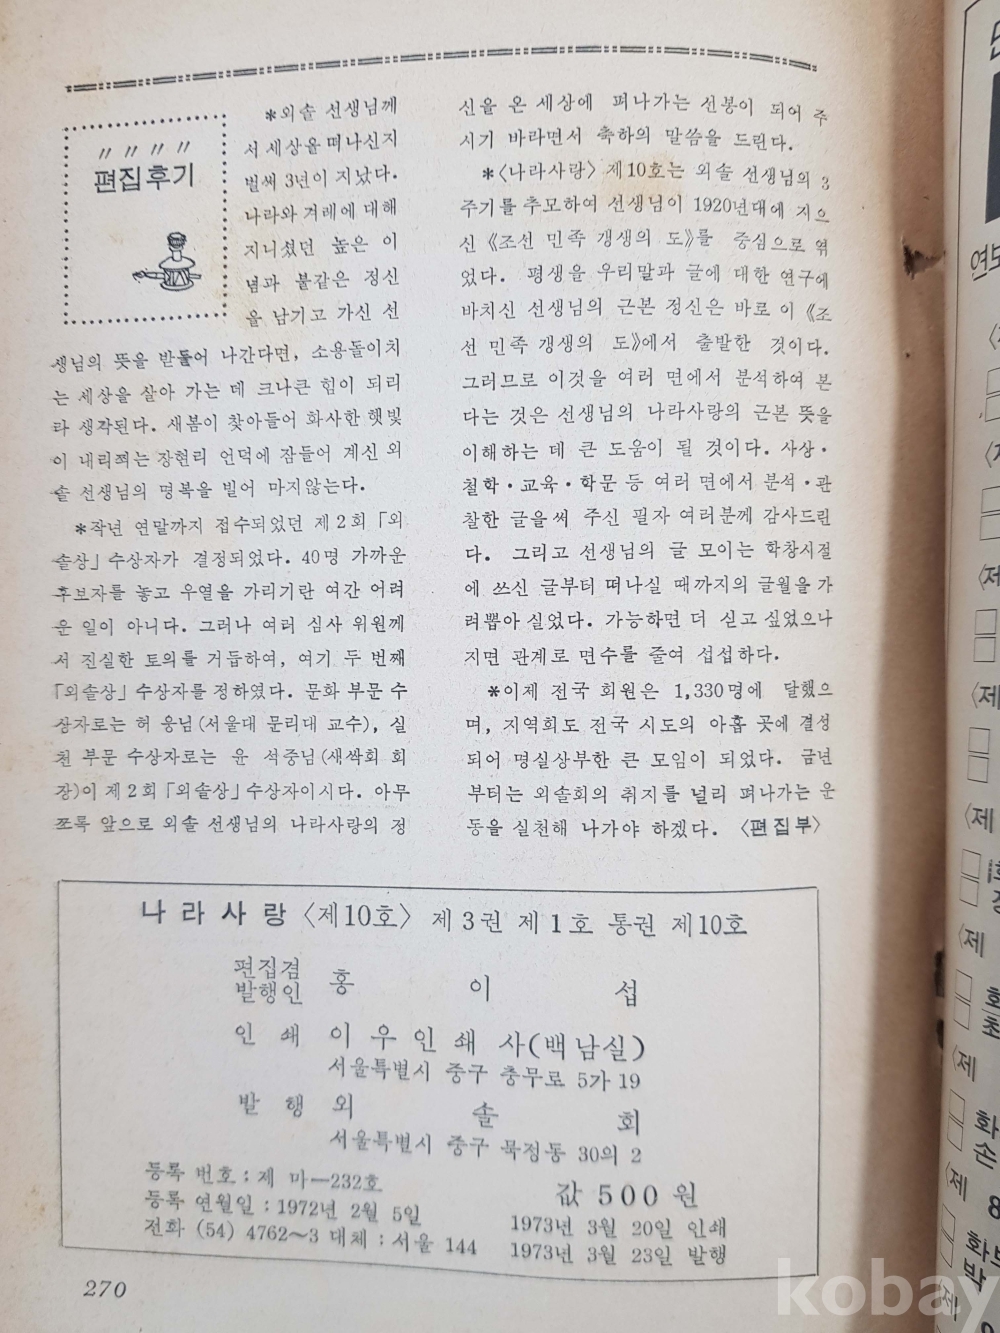 편집후기
*외솔 선생님께
서 세상을 떠나신지
벌써 3년이 지났다.
나라와 겨레에 대해
지니셨던 높은 이
념과 불같은 정신
을 남기고 가신 선
생님의 뜻을 받들어 나간다면, 소용돌이치
는 세상을 살아 가는 데 크나큰 힘이 되리
라 생각된다. 새봄이 찾아들어 화사한 햇빛
이 내리쬐는 장현리 언덕에 잠들어 계신 외
솔 선생님의 명복을 빌어 마지않는다.
*작년 연말까지 접수되었던 제2회 「외
솔상」 수상자가 결정되었다. 40명 가까운
후보자를 놓고 우열을 가리기란 여간 어려
운 일이 아니다. 그러나 여러 심사 위원께
서 진실한 토의를 거듭하여, 여기 두 번째
「외솔상」 수상자를 정하였다. 문화 부문 수
상자로는 허 웅님(서울대 문리대 교수), 실
천 부문 수상자로는 윤 석중님(새싹회 회
장)이 제2회 「외솔상」 수상자이시다. 아무
쪼록 앞으로 외솔 선생님의 나라사랑의 정
신을 온 세상에 펴나가는 선봉이 되어 주
시기 바라면서 축하의 말씀을 드린다.
*〈나라사랑〉 제10호는 외솔 선생님의 3
주기를 추모하여 선생님이 1920년대에 지으
신 《조선 민족 갱생의 도》를 중심으로 엮
었다. 평생을 우리말과 글에 대한 연구에
바치신 선생님의 근본 정신은 바로 이 《조
선 민족 갱생의 도》에서 출발한 것이다.
그러므로 이것을 여러 면에서 분석하여 본
다는 것은 선생님의 나라사랑의 근본 뜻을
이해하는 데 큰 도움이 될 것이다. 사상·
철학·교육·학문 등 여러 면에서 분석·관
찰한 글을 써 주신 필자 여러분께 감사드린
다. 그리고 선생님의 글 모이는 학창시절
에 쓰신 글부터 떠나실 때까지의 글월을 가
려뽑아 실었다. 가능하면 더 싣고 싶었으나
지면 관계로 면수를 줄여 섭섭하다.
*이제 전국 회원은 1,330명에 달했으
며, 지역회도 전국 시도의 아홉 곳에 결성
되어 명실상부한 큰 모임이 되었다. 금년
부터는 외솔회의 취지를 널리 펴나가는 운
동을 실천해 나가야 하겠다. 〈편집부〉
나라사랑 〈제10호〉 제3권 제1호 통권 제10호
편집겸
발행인 홍 이 섭
인 쇄 이우인쇄사(백남실)
서울특별시 중구 충무로 5가 19
발 행 외 솔 회
서울특별시 중구 묵정동 30의 2
등록 번호 : 제 마―232호
등록 연월일 : 1972년 2월 5일
전화 (54) 4762~3 대체 : 서울 144
값 500원
1973년 3월 20일 인쇄
1973년 3월 23일 발행
270
〈제
〈제
〈제
〈제
〈제
화
손
〈제
화
박
kobay